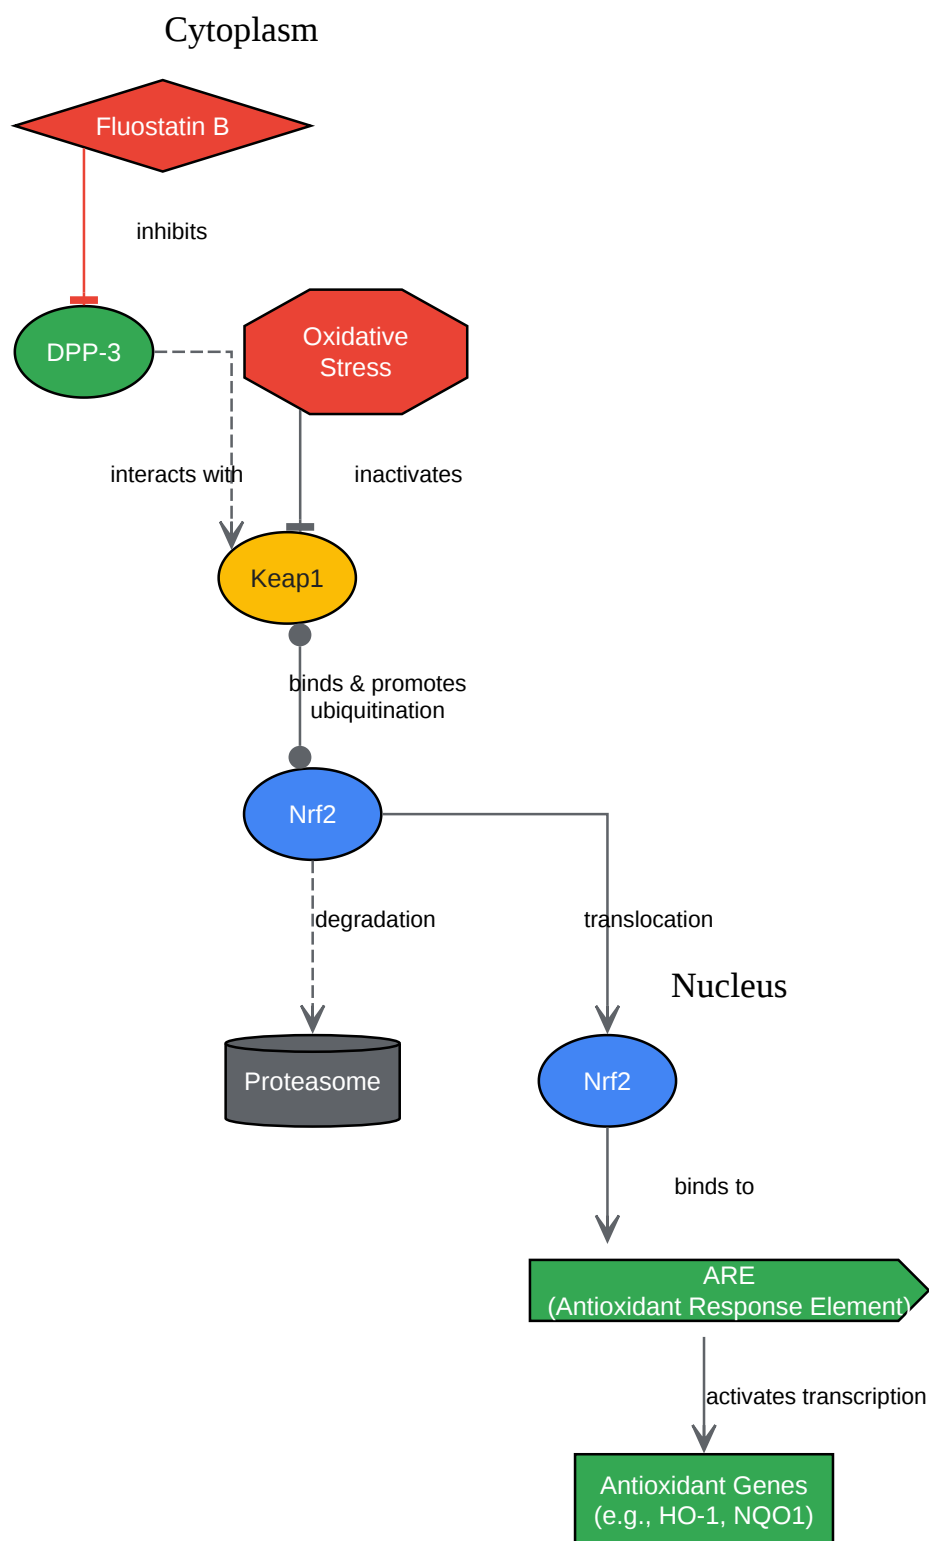 Cytoplasm
Fluostatin B
inhibits
DPP-3
Oxidative
Stress
interacts with
inactivates
Keap1
binds & promotes
ubiquitination
Nrf2
degradation
translocation
Nucleus
Proteasome
Nrf2
binds to
ARE
(Antioxidant Response Element)
activates transcription
Antioxidant Genes
(e.g., HO-1, NQO1)